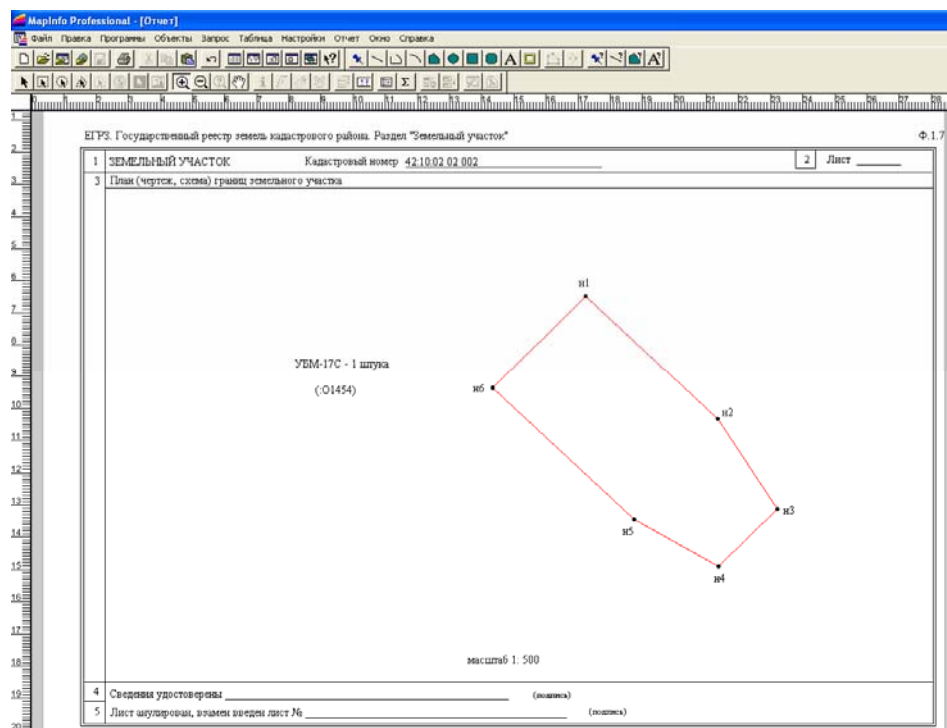 MapInfo Professional - [Отчет]
Файл Правка Программы Объекты Запрос Таблица Настройки Отчет Окно Справка
ЕГРЗ. Государственный реестр земель кадастрового района. Раздел "Земельный участок"
Ф.1.7
1 ЗЕМЕЛЬНЫЙ УЧАСТОК Кадастровый номер 42:10:02 02 002 2 Лист
3 План (чертеж, схема) границ земельного участка
н1
УБМ-17С - 1 штука
(:О1454)
н6
н2
н3
н5
н4
масштаб 1: 500
4 Сведения удостоверены (подпись)
5 Лист анулирован, взамен введен лист № (подпись)